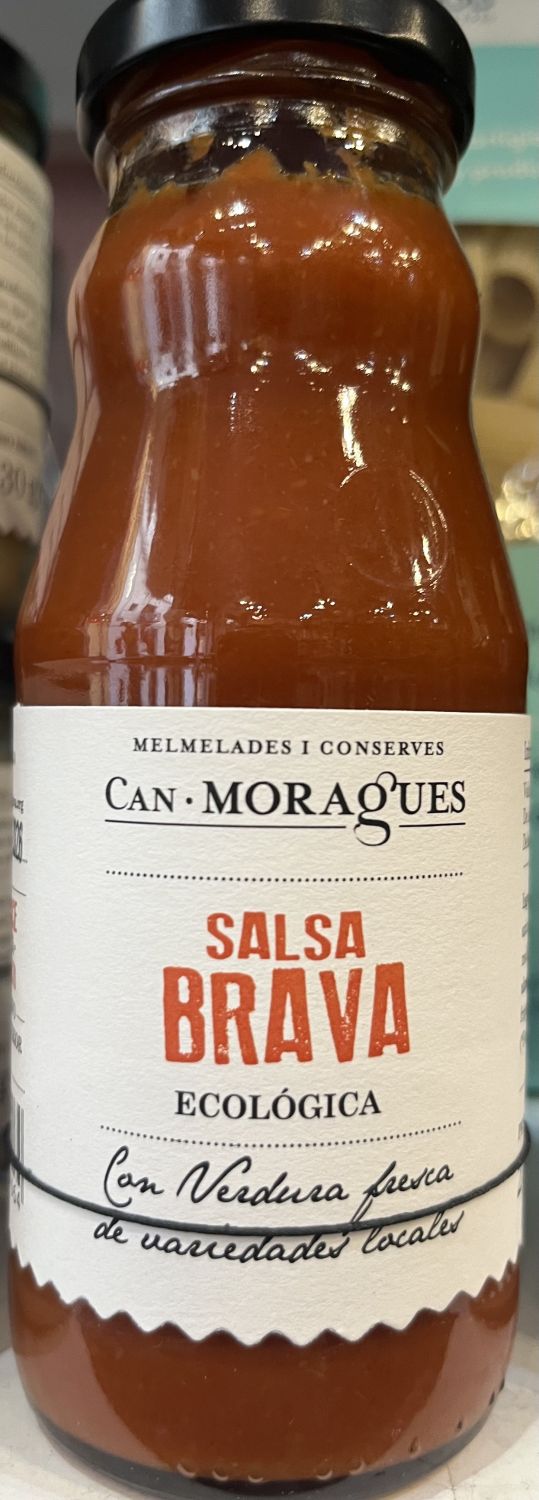 MELMELADES I CONSERVES
CAN · MORAGUES
SALSA
BRAVA
ECOLÓGICA
Con Verdura fresca
de variedades locales